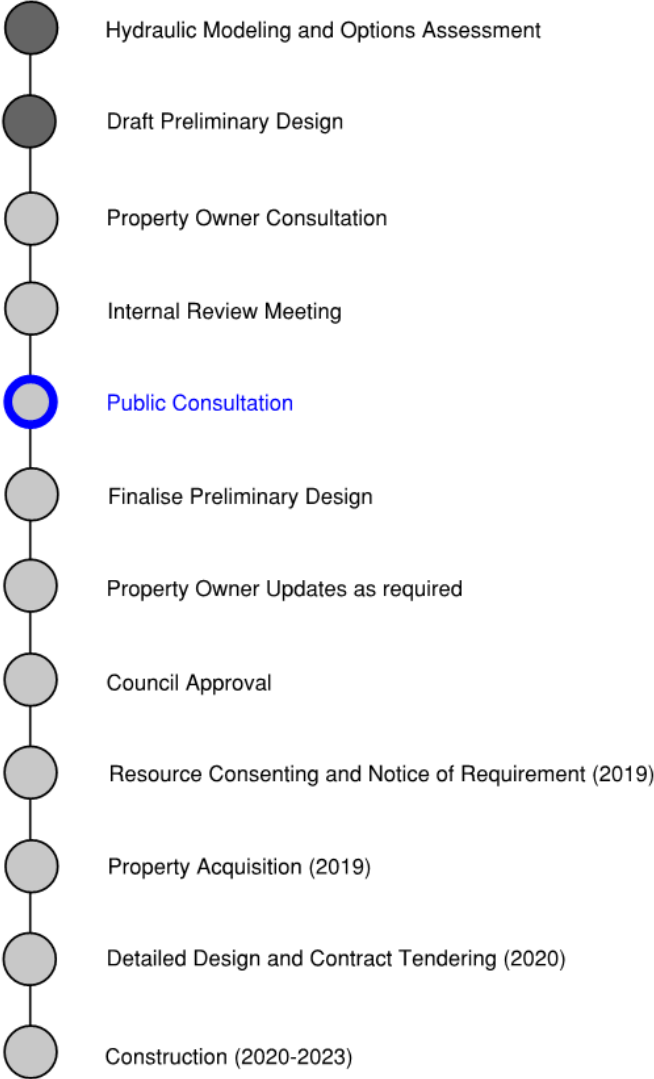 Hydraulic Modeling and Options Assessment
Draft Preliminary Design
Property Owner Consultation
Internal Review Meeting
Public Consultation
Finalise Preliminary Design
Property Owner Updates as required
Council Approval
Resource Consenting and Notice of Requirement (2019)
Property Acquisition (2019)
Detailed Design and Contract Tendering (2020)
Construction (2020-2023)